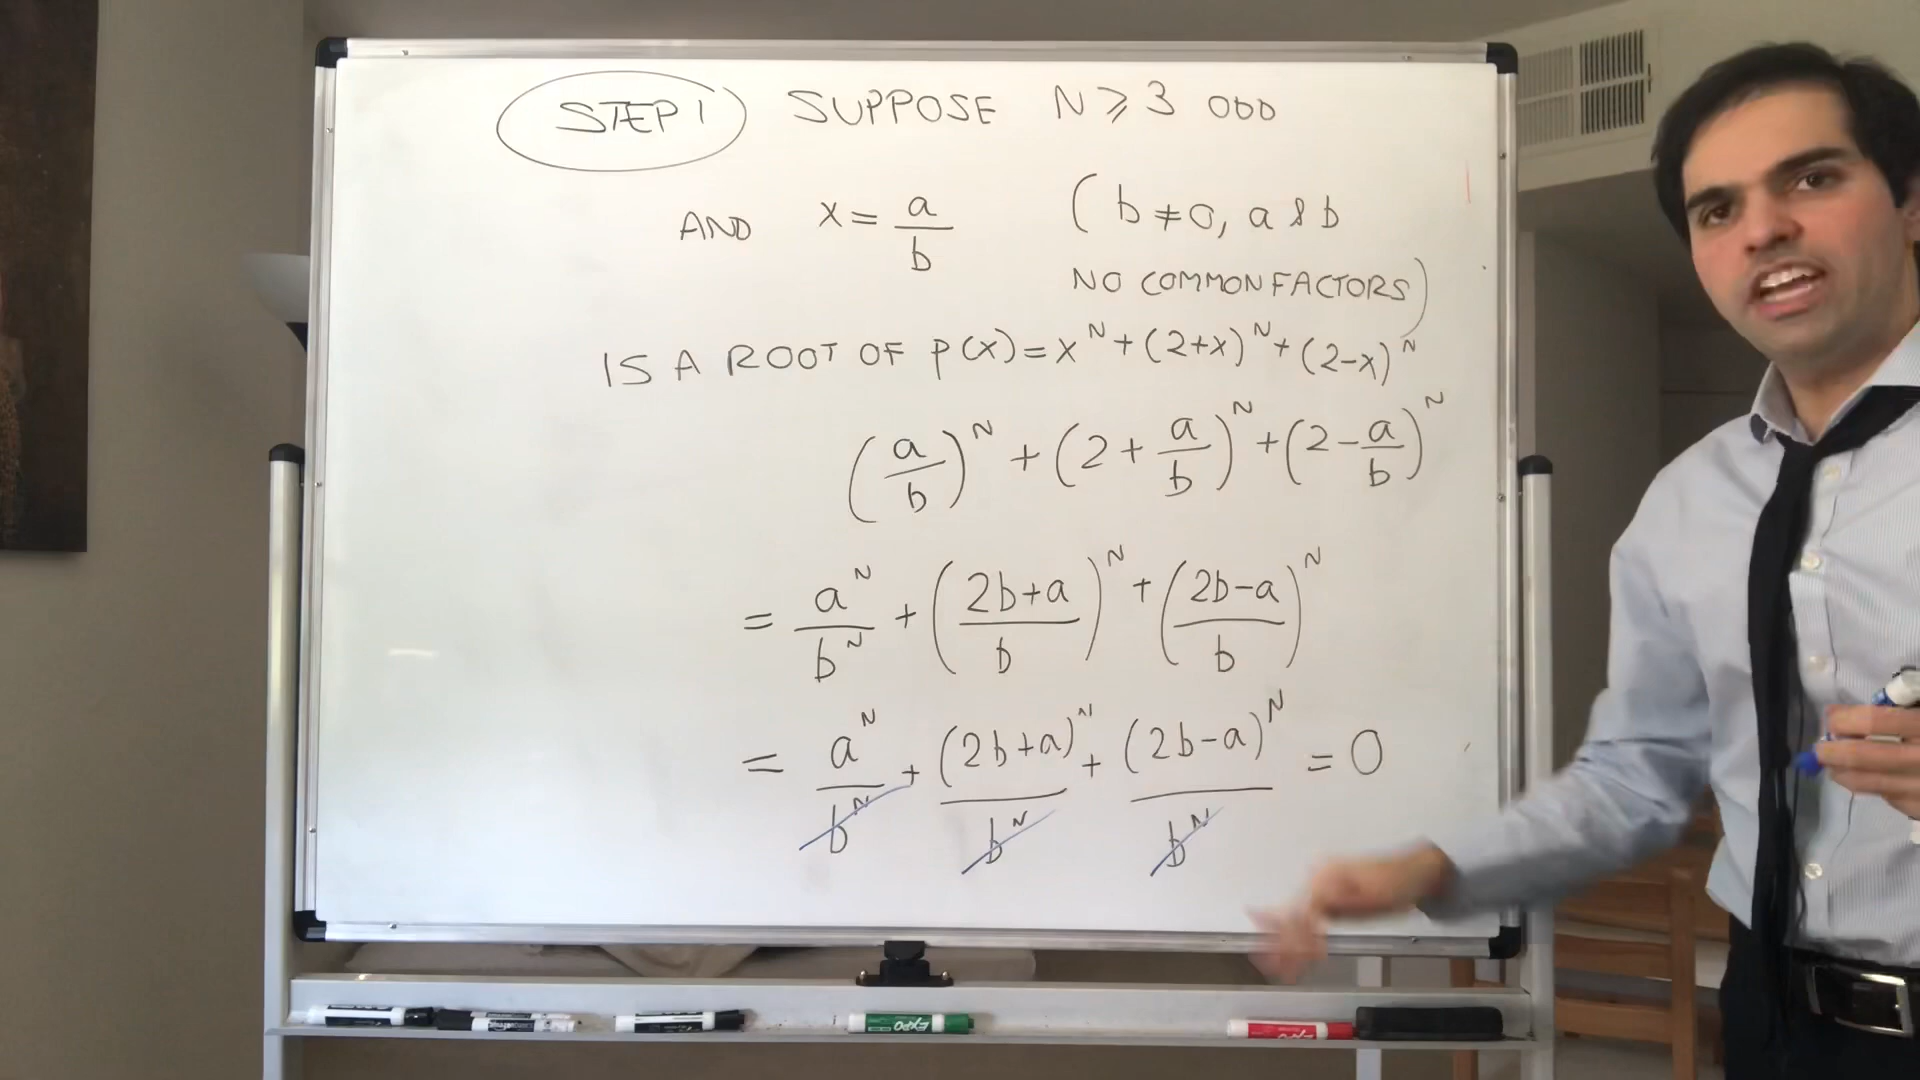 STEP 1 SUPPOSE N ⩾ 3 ODD
AND x = a/b (b ≠ 0, a & b
NO COMMON FACTORS)
IS A ROOT OF p(x) = x^N + (2+x)^N + (2-x)^N
(a/b)^N + (2 + a/b)^N + (2 - a/b)^N
= a^N/b^N + ((2b+a)/b)^N + ((2b-a)/b)^N
= a^N/b^N + (2b+a)^N/b^N + (2b-a)^N/b^N = 0
EXPO